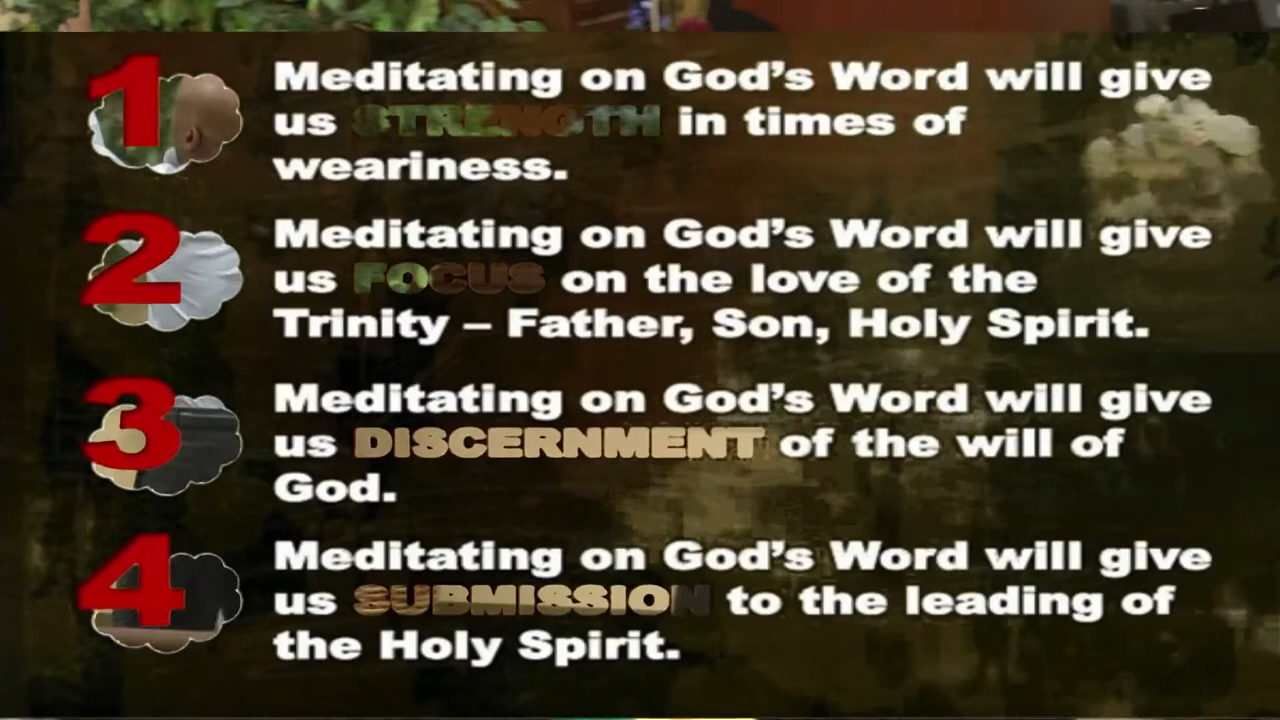 1 Meditating on God's Word will give
us STRENGTH in times of
weariness.
2 Meditating on God's Word will give
us FOCUS on the love of the
Trinity – Father, Son, Holy Spirit.
3 Meditating on God's Word will give
us DISCERNMENT of the will of
God.
4 Meditating on God's Word will give
us SUBMISSION to the leading of
the Holy Spirit.